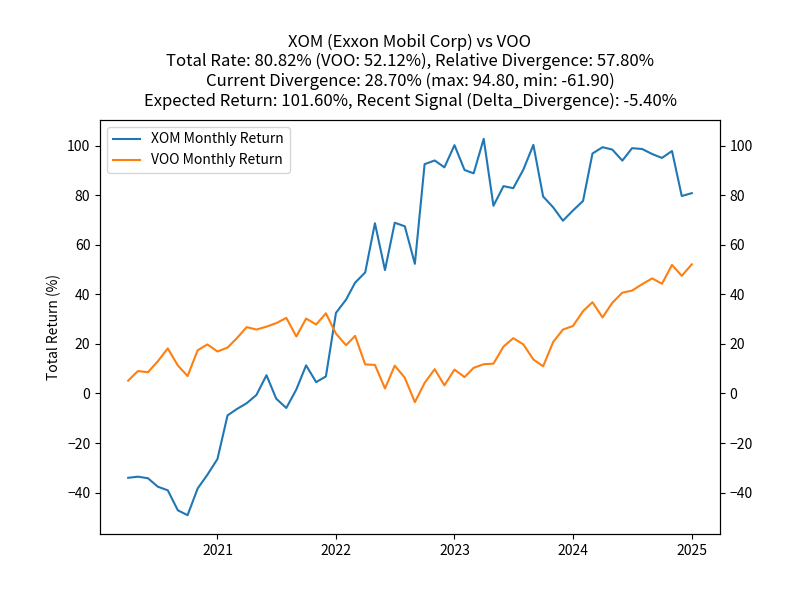 XOM (Exxon Mobil Corp) vs VOO
Total Rate: 80.82% (VOO: 52.12%), Relative Divergence: 57.80%
Current Divergence: 28.70% (max: 94.80, min: -61.90)
Expected Return: 101.60%, Recent Signal (Delta_Divergence): -5.40%
XOM Monthly Return
VOO Monthly Return
Total Return (%)
100
80
60
40
20
0
−20
−40
100
80
60
40
20
0
−20
−40
2021 2022 2023 2024 2025